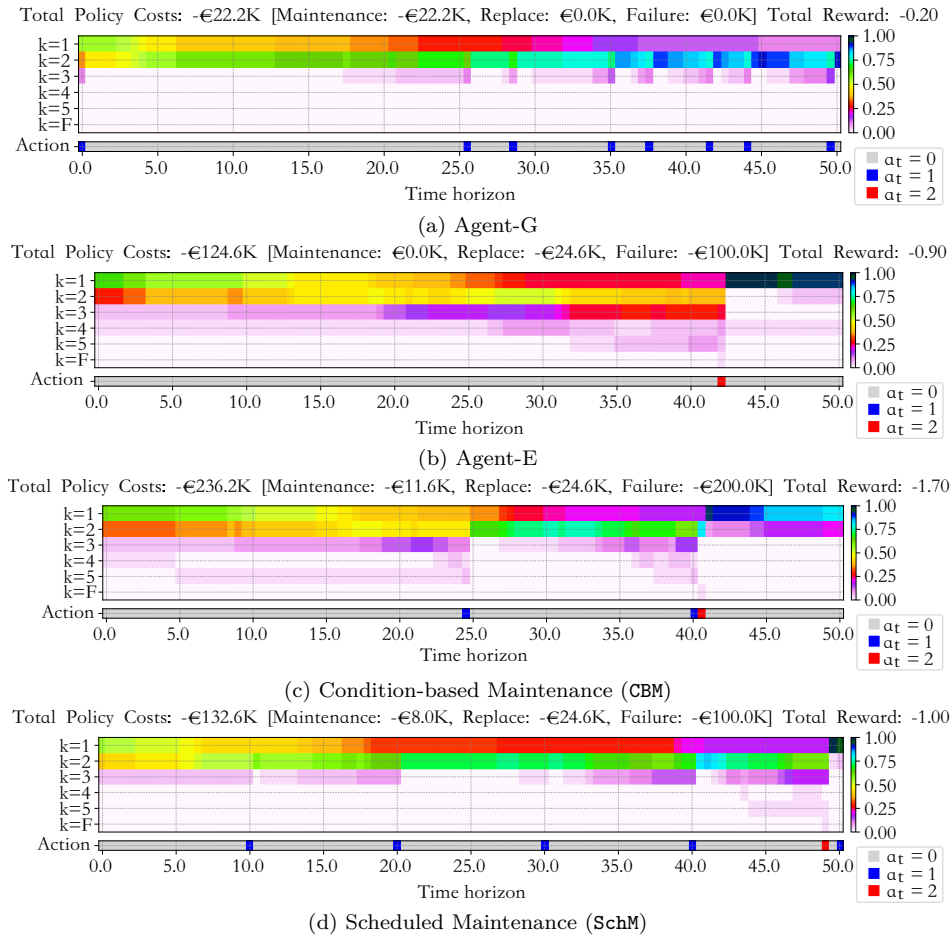 Total Policy Costs: -€22.2K [Maintenance: -€22.2K, Replace: €0.0K, Failure: €0.0K] Total Reward: -0.20
k=1
k=2
k=3
k=4
k=5
k=F
1.00
0.75
0.50
0.25
0.00
Action
0.0 5.0 10.0 15.0 20.0 25.0 30.0 35.0 40.0 45.0 50.0
Time horizon
at = 0
at = 1
at = 2
(a) Agent-G
Total Policy Costs: -€124.6K [Maintenance: €0.0K, Replace: -€24.6K, Failure: -€100.0K] Total Reward: -0.90
k=1
k=2
k=3
k=4
k=5
k=F
1.00
0.75
0.50
0.25
0.00
Action
0.0 5.0 10.0 15.0 20.0 25.0 30.0 35.0 40.0 45.0 50.0
Time horizon
at = 0
at = 1
at = 2
(b) Agent-E
Total Policy Costs: -€236.2K [Maintenance: -€11.6K, Replace: -€24.6K, Failure: -€200.0K] Total Reward: -1.70
k=1
k=2
k=3
k=4
k=5
k=F
1.00
0.75
0.50
0.25
0.00
Action
0.0 5.0 10.0 15.0 20.0 25.0 30.0 35.0 40.0 45.0 50.0
Time horizon
at = 0
at = 1
at = 2
(c) Condition-based Maintenance (CBM)
Total Policy Costs: -€132.6K [Maintenance: -€8.0K, Replace: -€24.6K, Failure: -€100.0K] Total Reward: -1.00
k=1
k=2
k=3
k=4
k=5
k=F
1.00
0.75
0.50
0.25
0.00
Action
0.0 5.0 10.0 15.0 20.0 25.0 30.0 35.0 40.0 45.0 50.0
Time horizon
at = 0
at = 1
at = 2
(d) Scheduled Maintenance (SchM)